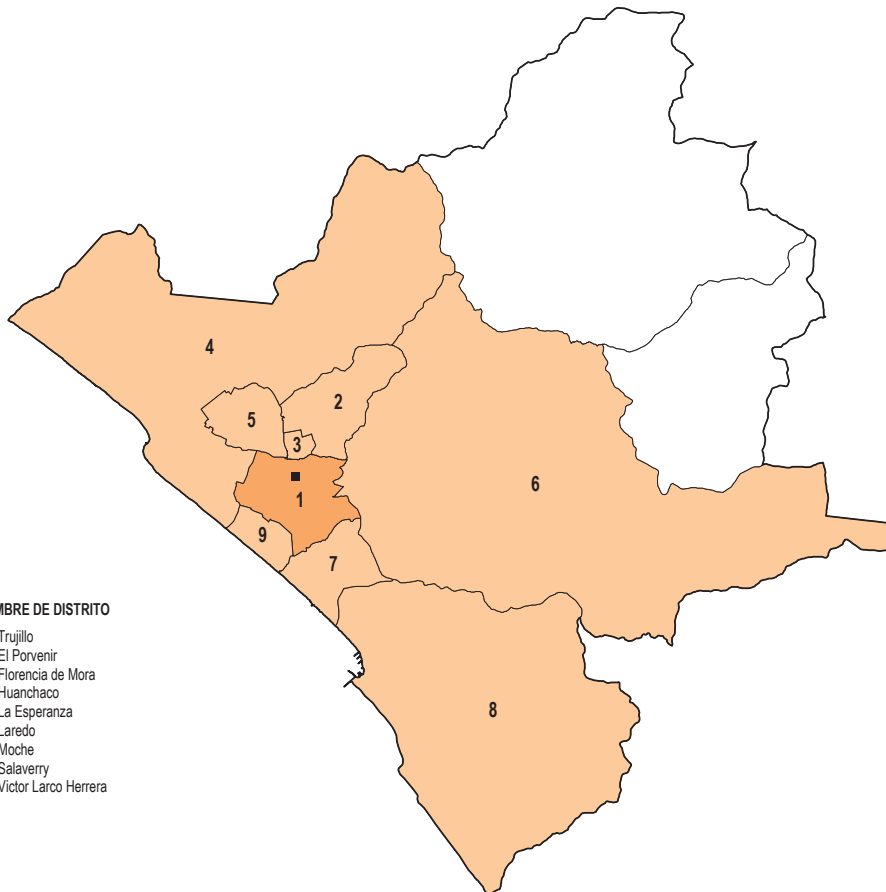 4
2
5
3
6
1
9
7
8
MBRE DE DISTRITO
Trujillo
El Porvenir
Florencia de Mora
Huanchaco
La Esperanza
Laredo
Moche
Salaverry
Victor Larco Herrera